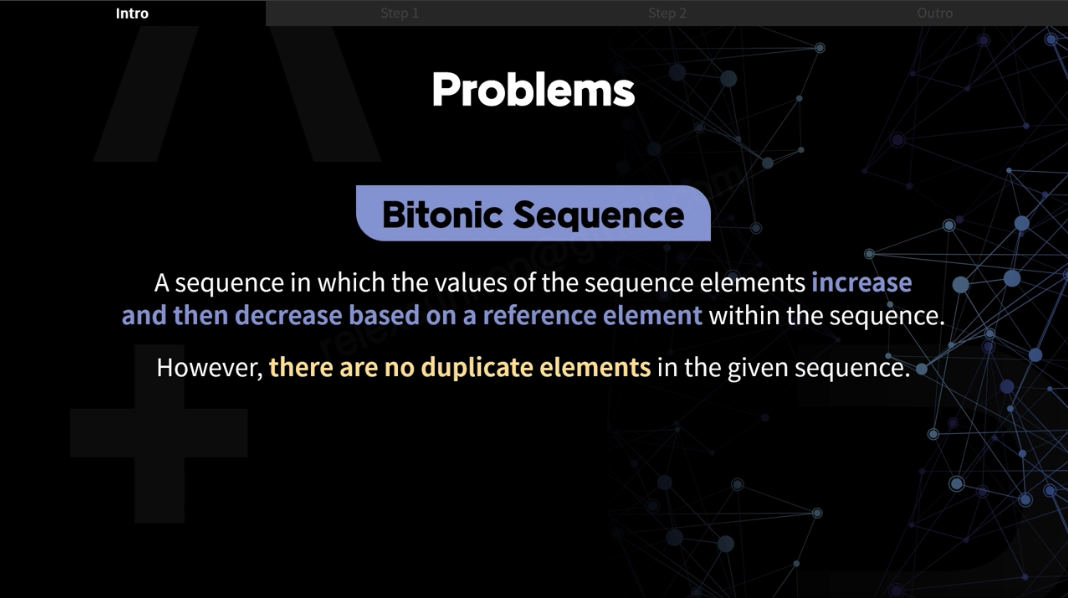 Intro
Step 1
Step 2
Outro
Problems
Bitonic Sequence
A sequence in which the values of the sequence elements increase
and then decrease based on a reference element within the sequence.
However, there are no duplicate elements in the given sequence.